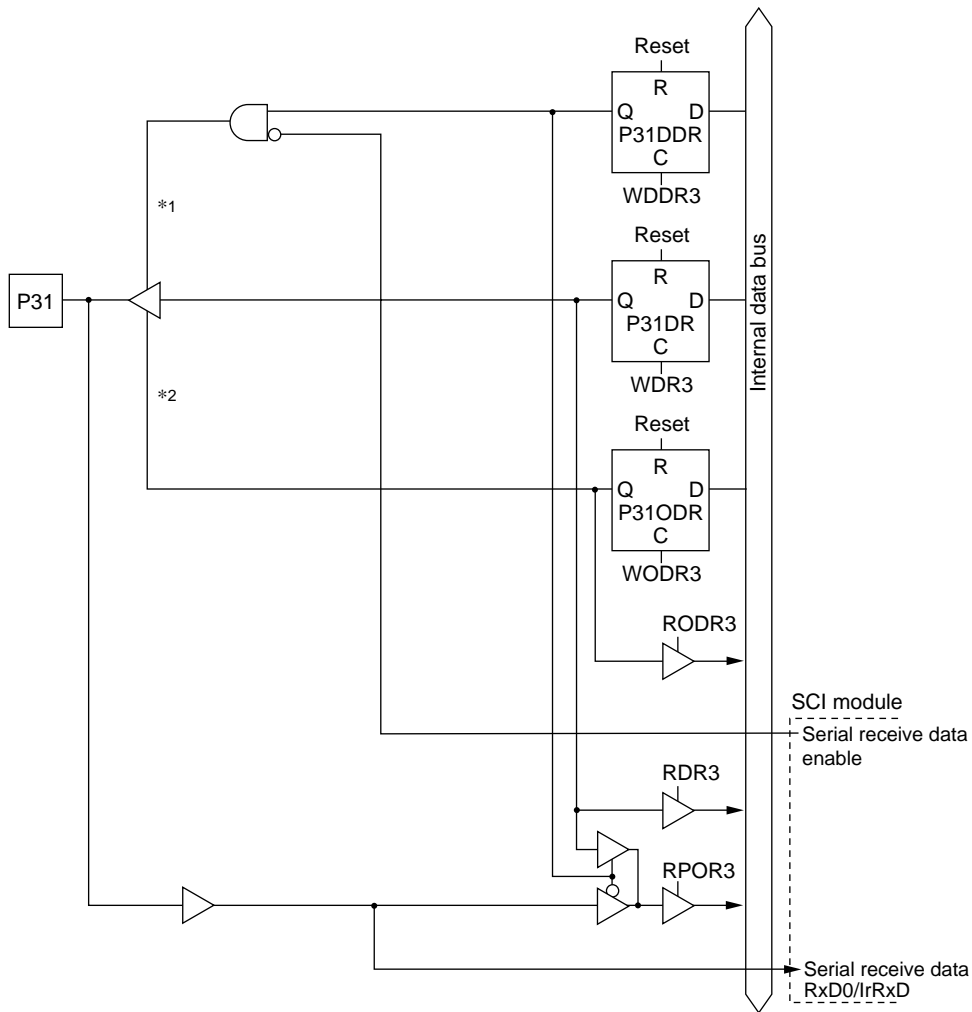 Reset
R
Q D
P31DDR
C
WDDR3
*1
Reset
R
P31
Q D
P31DR
C
WDR3
Internal data bus
*2
Reset
R
Q D
P31ODR
C
WODR3
RODR3
SCI module
Serial receive data
enable
RDR3
RPOR3
Serial receive data
RxD0/IrRxD